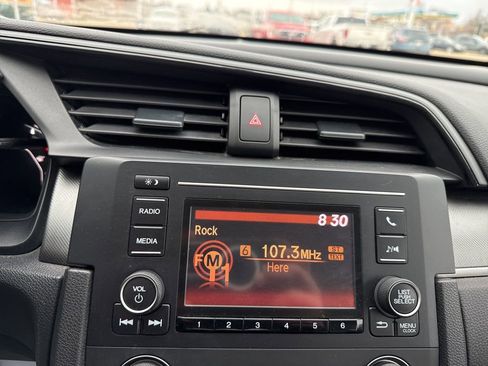 8 30
RADIO
Rock
MEDIA
6 107.3MHz ST
TEXT
FM1
Here
VOL
LIST
PUSH
SELECT
1 2 3 4 5 6
MENU
CLOCK